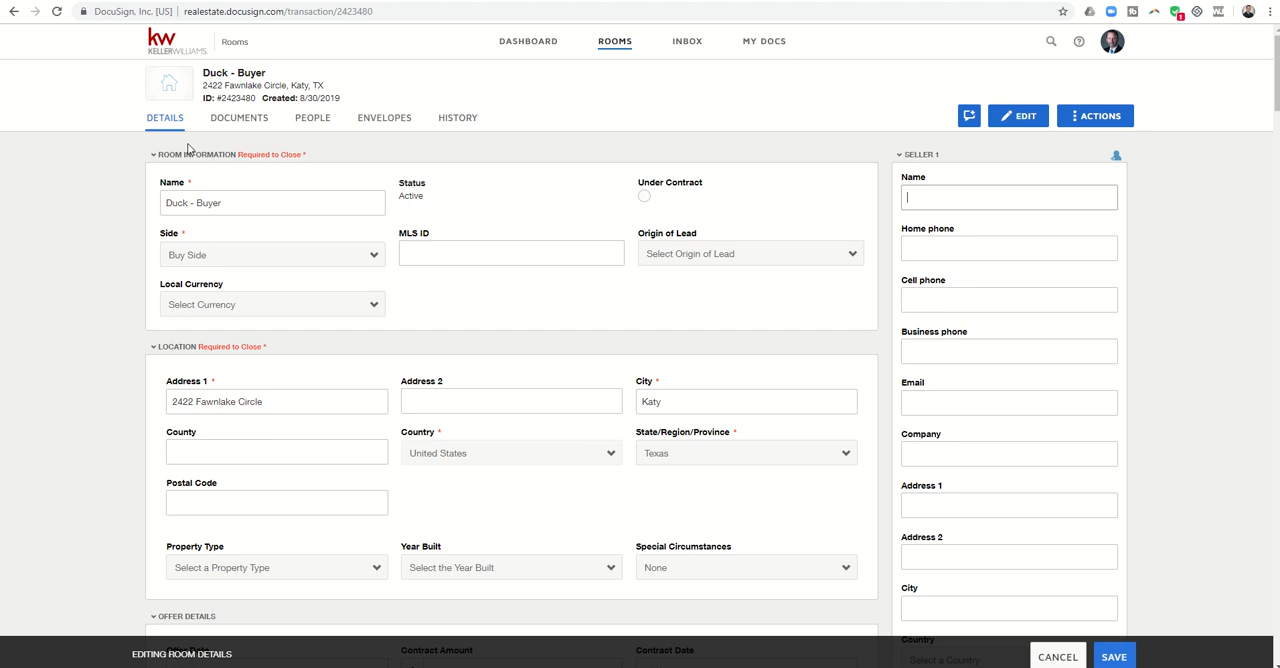 DocuSign, Inc. [US] | realestate.docusign.com/transaction/2423480
1
kw
KELLERWILLIAMS.
Rooms
DASHBOARD ROOMS INBOX MY DOCS
Duck - Buyer
2422 Fawnlake Circle, Katy, TX
ID: #2423480 Created: 8/30/2019
DETAILS DOCUMENTS PEOPLE ENVELOPES HISTORY
EDIT ACTIONS
ROOM INFORMATION Required to Close *
Name * Status Under Contract
Duck - Buyer Active
Side * MLS ID Origin of Lead
Buy Side Select Origin of Lead
Local Currency
Select Currency
LOCATION Required to Close *
Address 1 * Address 2 City *
2422 Fawnlake Circle Katy
County Country * State/Region/Province *
United States Texas
Postal Code
Property Type Year Built Special Circumstances
Select a Property Type Select the Year Built None
OFFER DETAILS
Offer Date Contract Amount Contract Date
SELLER 1
Name
Home phone
Cell phone
Business phone
Email
Company
Address 1
Address 2
City
Country
Select a Country
EDITING ROOM DETAILS CANCEL SAVE